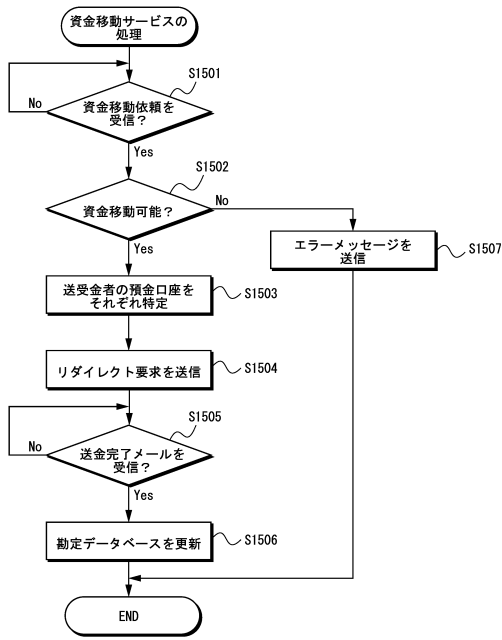 資金移動サービスの
処理
S1501
資金移動依頼を
受信？
No
Yes
S1502
資金移動可能？
No
Yes
エラーメッセージを
送信
S1507
送受金者の預金口座を
それぞれ特定
S1503
リダイレクト要求を送信
S1504
S1505
送金完了メールを
受信？
No
Yes
勘定データベースを更新
S1506
END